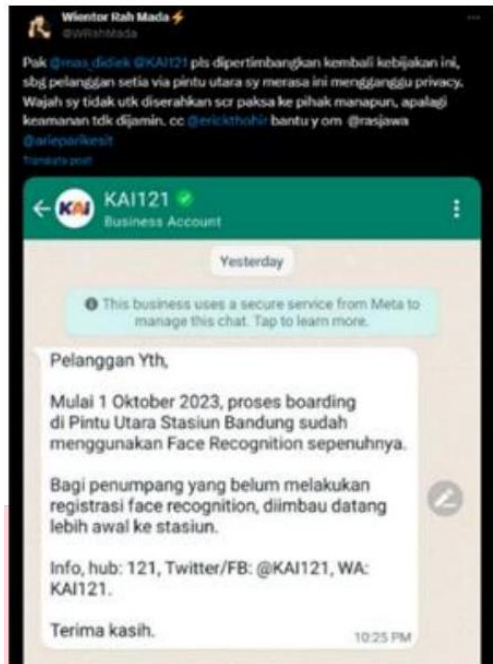 Wientor Rah Mada⚡
@WRahMada
Pak @mas_didiek @KAI121 pls dipertimbangkan kembali kebijakan ini,
sbg pelanggan setia via pintu utara sy merasa ini mengganggu privacy.
Wajah sy tidak utk diserahkan scr paksa ke pihak manapun, apalagi
keamanan tdk dijamin. cc @erickthohir bantu y om @rasjawa
@arieparikesit
Translate post
KAI
KAI121
Business Account
Yesterday
This business uses a secure service from Meta to
manage this chat. Tap to learn more.
Pelanggan Yth,
Mulai 1 Oktober 2023, proses boarding
di Pintu Utara Stasiun Bandung sudah
menggunakan Face Recognition sepenuhnya.
Bagi penumpang yang belum melakukan
registrasi face recognition, diimbau datang
lebih awal ke stasiun.
Info, hub: 121, Twitter/FB: @KAI121, WA:
KAI121.
Terima kasih.
10:25 PM